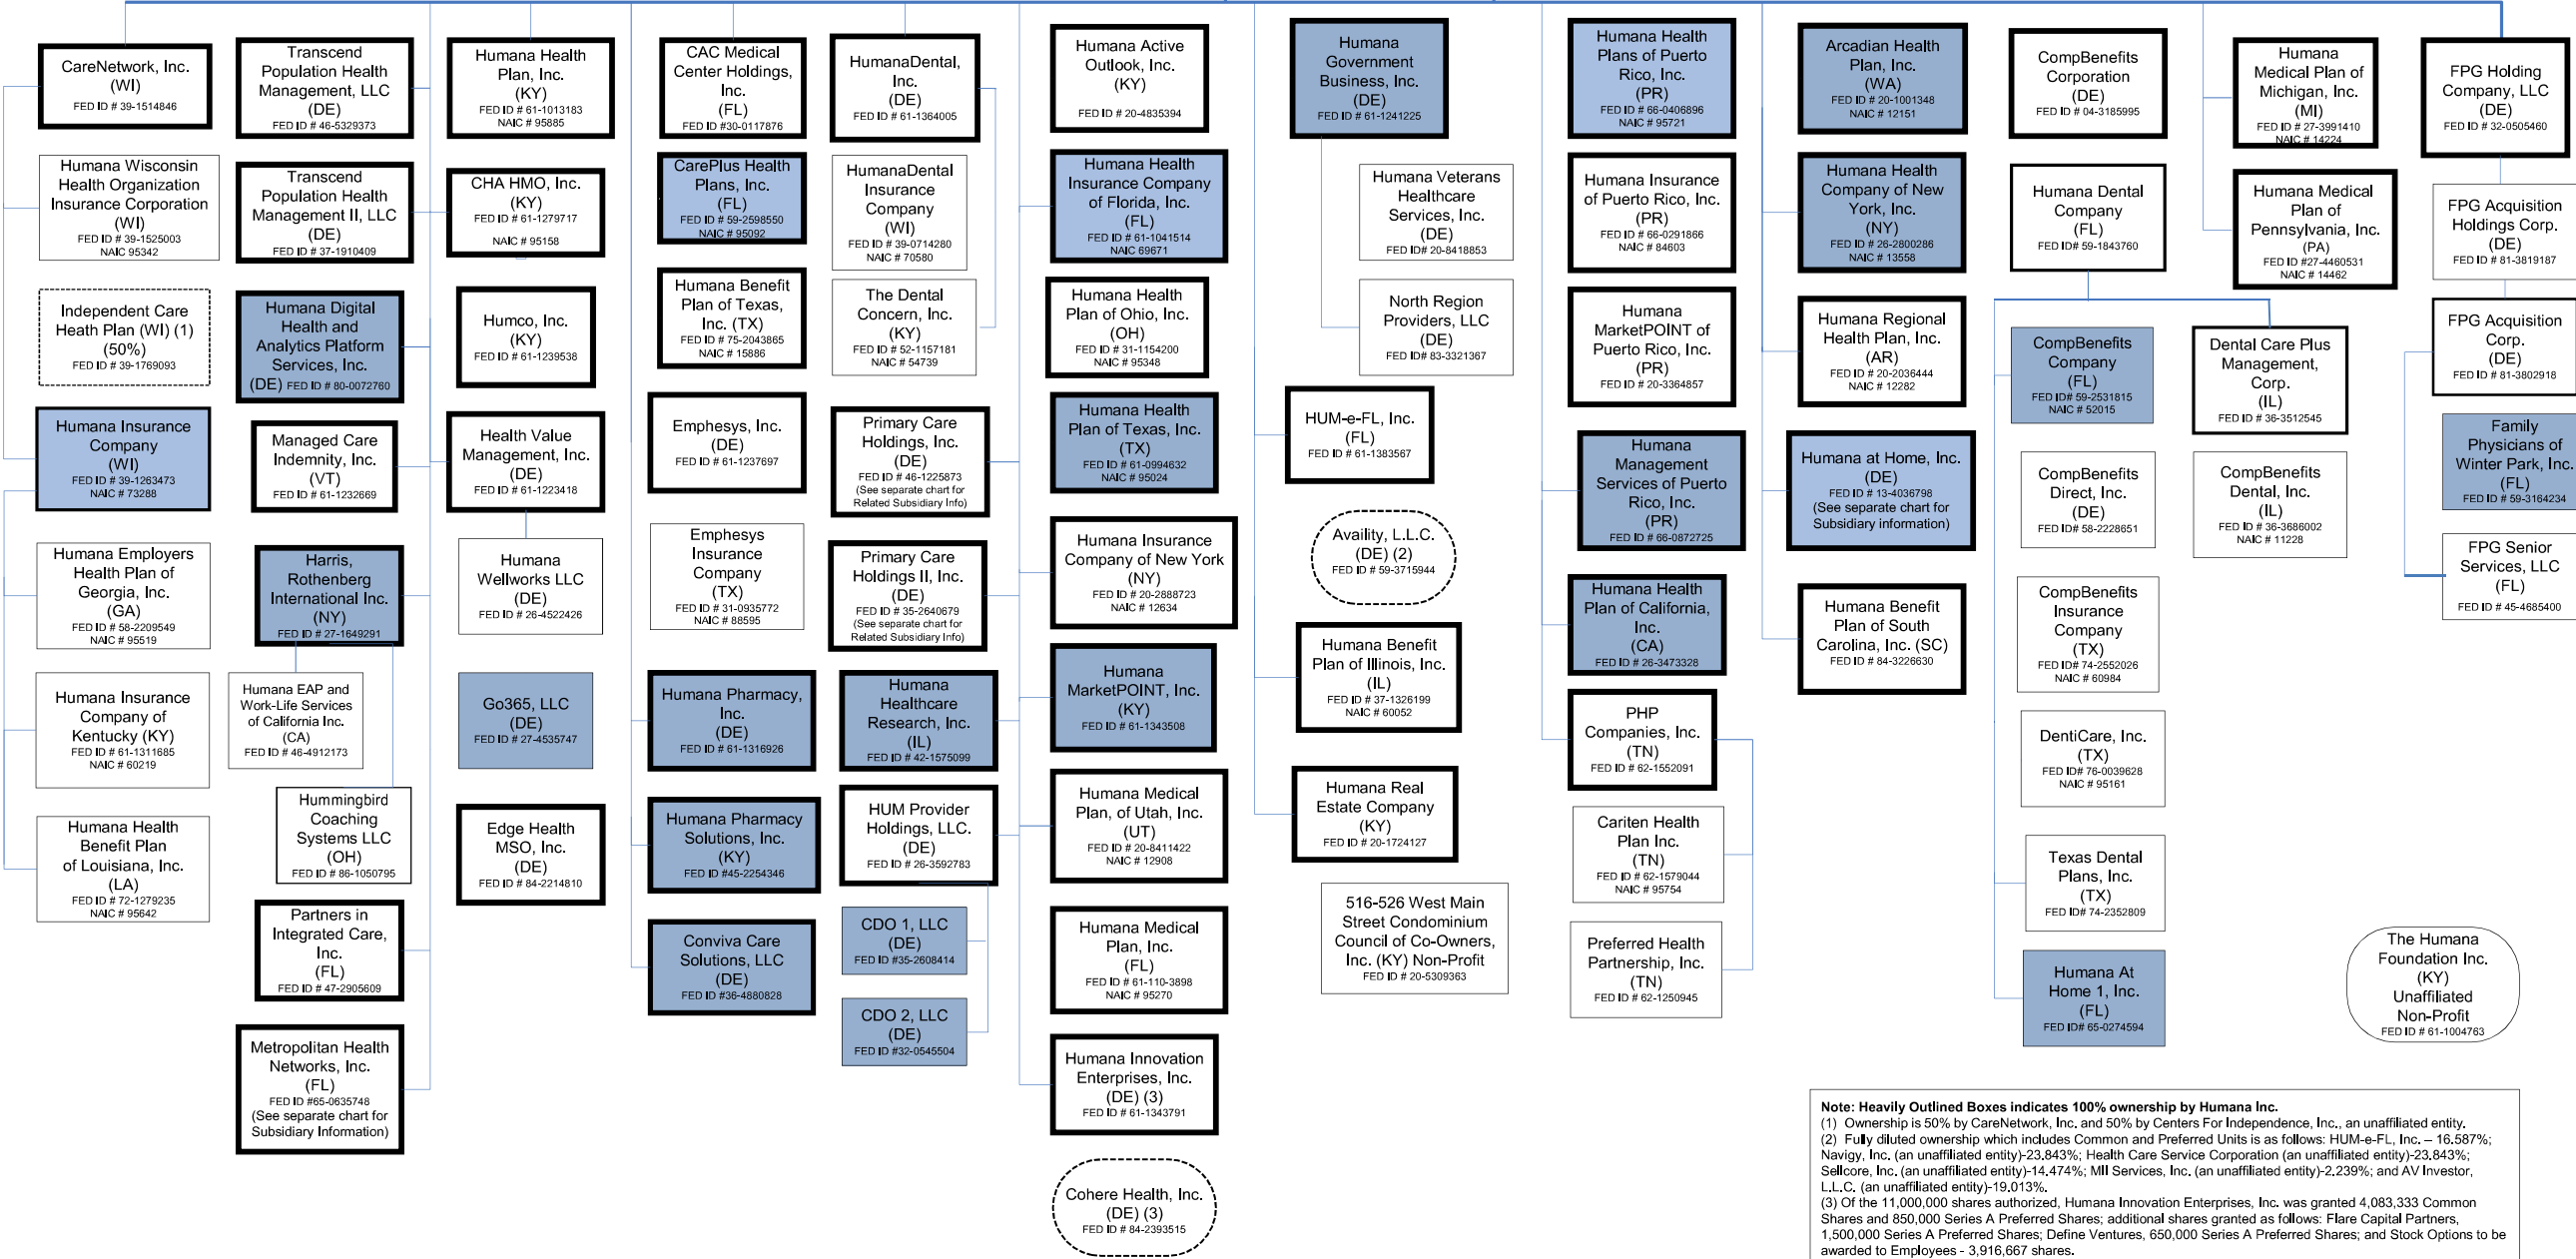 CareNetwork, Inc.
(WI)
FED ID # 39-1514846
Humana Wisconsin
Health Organization
Insurance Corporation
(WI)
FED ID # 39-1525003
NAIC 95342
Independent Care
Heath Plan (WI) (1)
(50%)
FED ID # 39-1769093
Humana Insurance
Company
(WI)
FED ID # 39-1263473
NAIC # 73288
Humana Employers
Health Plan of
Georgia, Inc.
(GA)
FED ID # 58-2209549
NAIC # 95519
Humana Insurance
Company of
Kentucky (KY)
FED ID # 61-1311685
NAIC # 60219
Humana Health
Benefit Plan
of Louisiana, Inc.
(LA)
FED ID # 72-1279235
NAIC # 95642
Transcend
Population Health
Management, LLC
(DE)
FED ID # 46-5329373
Transcend
Population Health
Management II, LLC
(DE)
FED ID # 37-1910409
Humana Digital
Health and
Analytics Platform
Services, Inc.
(DE) FED ID # 80-0072760
Managed Care
Indemnity, Inc.
(VT)
FED ID # 61-1232669
Harris,
Rothenberg
International Inc.
(NY)
FED ID # 27-1649291
Humana EAP and
Work-Life Services
of California Inc.
(CA)
FED ID # 46-4912173
Hummingbird
Coaching
Systems LLC
(OH)
FED ID # 86-1050795
Partners in
Integrated Care,
Inc.
(FL)
FED ID # 47-2905609
Metropolitan Health
Networks, Inc.
(FL)
FED ID #65-0635748
(See separate chart for
Subsidiary Information)
Humana Health
Plan, Inc.
(KY)
FED ID # 61-1013183
NAIC # 95885
CHA HMO, Inc.
(KY)
FED ID # 61-1279717
NAIC # 95158
Humco, Inc.
(KY)
FED ID # 61-1239538
Health Value
Management, Inc.
(DE)
FED ID # 61-1223418
Humana
Wellworks LLC
(DE)
FED ID # 26-4522426
Go365, LLC
(DE)
FED ID # 27-4535747
Edge Health
MSO, Inc.
(DE)
FED ID # 84-2214810
CAC Medical
Center Holdings,
Inc.
(FL)
FED ID #30-0117876
CarePlus Health
Plans, Inc.
(FL)
FED ID # 59-2598550
NAIC # 95092
Humana Benefit
Plan of Texas,
Inc. (TX)
FED ID # 75-2043865
NAIC # 15886
Emphesys, Inc.
(DE)
FED ID # 61-1237697
Emphesys
Insurance
Company
(TX)
FED ID # 31-0935772
NAIC # 88595
Humana Pharmacy,
Inc.
(DE)
FED ID # 61-1316926
Humana Pharmacy
Solutions, Inc.
(KY)
FED ID #45-2254346
Conviva Care
Solutions, LLC
(DE)
FED ID #36-4880828
HumanaDental,
Inc.
(DE)
FED ID # 61-1364005
HumanaDental
Insurance
Company
(WI)
FED ID # 39-0714280
NAIC # 70580
The Dental
Concern, Inc.
(KY)
FED ID # 52-1157181
NAIC # 54739
Primary Care
Holdings, Inc.
(DE)
FED ID # 46-1225873
(See separate chart for
Related Subsidiary Info)
Primary Care
Holdings II, Inc.
(DE)
FED ID # 35-2640679
(See separate chart for
Related Subsidiary Info)
Humana
Healthcare
Research, Inc.
(IL)
FED ID # 42-1575099
HUM Provider
Holdings, LLC.
(DE)
FED ID # 26-3592783
CDO 1, LLC
(DE)
FED ID #35-2608414
CDO 2, LLC
(DE)
FED ID #32-0545504
Humana Active
Outlook, Inc.
(KY)
FED ID # 20-4835394
Humana Health
Insurance Company
of Florida, Inc.
(FL)
FED ID # 61-1041514
NAIC 69671
Humana Health
Plan of Ohio, Inc.
(OH)
FED ID # 31-1154200
NAIC # 95348
Humana Health
Plan of Texas, Inc.
(TX)
FED ID # 61-0994632
NAIC # 95024
Humana Insurance
Company of New York
(NY)
FED ID # 20-2888723
NAIC # 12634
Humana
MarketPOINT, Inc.
(KY)
FED ID # 61-1343508
Humana Medical
Plan, of Utah, Inc.
(UT)
FED ID # 20-8411422
NAIC # 12908
Humana Medical
Plan, Inc.
(FL)
FED ID # 61-110-3898
NAIC # 95270
Humana Innovation
Enterprises, Inc.
(DE) (3)
FED ID # 61-1343791
Cohere Health, Inc.
(DE) (3)
FED ID # 84-2393515
Humana
Government
Business, Inc.
(DE)
FED ID # 61-1241225
Humana Veterans
Healthcare
Services, Inc.
(DE)
FED ID# 20-8418853
North Region
Providers, LLC
(DE)
FED ID# 83-3321367
HUM-e-FL, Inc.
(FL)
FED ID # 61-1383567
Availity, L.L.C.
(DE) (2)
FED ID # 59-3715944
Humana Benefit
Plan of Illinois, Inc.
(IL)
FED ID # 37-1326199
NAIC # 60052
Humana Real
Estate Company
(KY)
FED ID # 20-1724127
516-526 West Main
Street Condominium
Council of Co-Owners,
Inc. (KY) Non-Profit
FED ID # 20-5309363
Humana Health
Plans of Puerto
Rico, Inc.
(PR)
FED ID # 66-0406896
NAIC # 95721
Humana Insurance
of Puerto Rico, Inc.
(PR)
FED ID # 66-0291866
NAIC # 84603
Humana
MarketPOINT of
Puerto Rico, Inc.
(PR)
FED ID # 20-3364857
Humana
Management
Services of Puerto
Rico, Inc.
(PR)
FED ID # 66-0872725
Humana Health
Plan of California,
Inc.
(CA)
FED ID # 26-3473328
PHP
Companies, Inc.
(TN)
FED ID # 62-1552091
Cariten Health
Plan Inc.
(TN)
FED ID # 62-1579044
NAIC # 95754
Preferred Health
Partnership, Inc.
(TN)
FED ID # 62-1250945
Arcadian Health
Plan, Inc.
(WA)
FED ID # 20-1001348
NAIC # 12151
Humana Health
Company of New
York, Inc.
(NY)
FED ID # 26-2800286
NAIC # 13558
Humana Regional
Health Plan, Inc.
(AR)
FED ID # 20-2036444
NAIC # 12282
Humana at Home, Inc.
(DE)
FED ID # 13-4036798
(See separate chart for
Subsidiary information)
Humana Benefit
Plan of South
Carolina, Inc. (SC)
FED ID # 84-3226630
CompBenefits
Corporation
(DE)
FED ID # 04-3185995
Humana Dental
Company
(FL)
FED ID# 59-1843760
CompBenefits
Company
(FL)
FED ID# 59-2531815
NAIC # 52015
CompBenefits
Direct, Inc.
(DE)
FED ID# 58-2228651
CompBenefits
Insurance
Company
(TX)
FED ID# 74-2552026
NAIC # 60984
DentiCare, Inc.
(TX)
FED ID# 76-0039628
NAIC # 95161
Texas Dental
Plans, Inc.
(TX)
FED ID# 74-2352809
Humana At
Home 1, Inc.
(FL)
FED ID# 65-0274594
Humana
Medical Plan of
Michigan, Inc.
(MI)
FED ID # 27-3991410
NAIC # 14224
Humana Medical
Plan of
Pennsylvania, Inc.
(PA)
FED ID #27-4460531
NAIC # 14462
Dental Care Plus
Management,
Corp.
(IL)
FED ID # 36-3512545
CompBenefits
Dental, Inc.
(IL)
FED ID # 36-3686002
NAIC # 11228
FPG Holding
Company, LLC
(DE)
FED ID # 32-0505460
FPG Acquisition
Holdings Corp.
(DE)
FED ID # 81-3819187
FPG Acquisition
Corp.
(DE)
FED ID # 81-3802918
Family
Physicians of
Winter Park, Inc.
(FL)
FED ID # 59-3164234
FPG Senior
Services, LLC
(FL)
FED ID # 45-4685400
The Humana
Foundation Inc.
(KY)
Unaffiliated
Non-Profit
FED ID # 61-1004763
Note: Heavily Outlined Boxes indicates 100% ownership by Humana Inc.
(1) Ownership is 50% by CareNetwork, Inc. and 50% by Centers For Independence, Inc., an unaffiliated entity.
(2) Fully diluted ownership which includes Common and Preferred Units is as follows: HUM-e-FL, Inc. – 16.587%;
Navigy, Inc. (an unaffiliated entity)-23.843%; Health Care Service Corporation (an unaffiliated entity)-23.843%;
Sellcore, Inc. (an unaffiliated entity)-14.474%; MII Services, Inc. (an unaffiliated entity)-2.239%; and AV Investor,
L.L.C. (an unaffiliated entity)-19.013%.
(3) Of the 11,000,000 shares authorized, Humana Innovation Enterprises, Inc. was granted 4,083,333 Common
Shares and 850,000 Series A Preferred Shares; additional shares granted as follows: Flare Capital Partners,
1,500,000 Series A Preferred Shares; Define Ventures, 650,000 Series A Preferred Shares; and Stock Options to be
awarded to Employees - 3,916,667 shares.